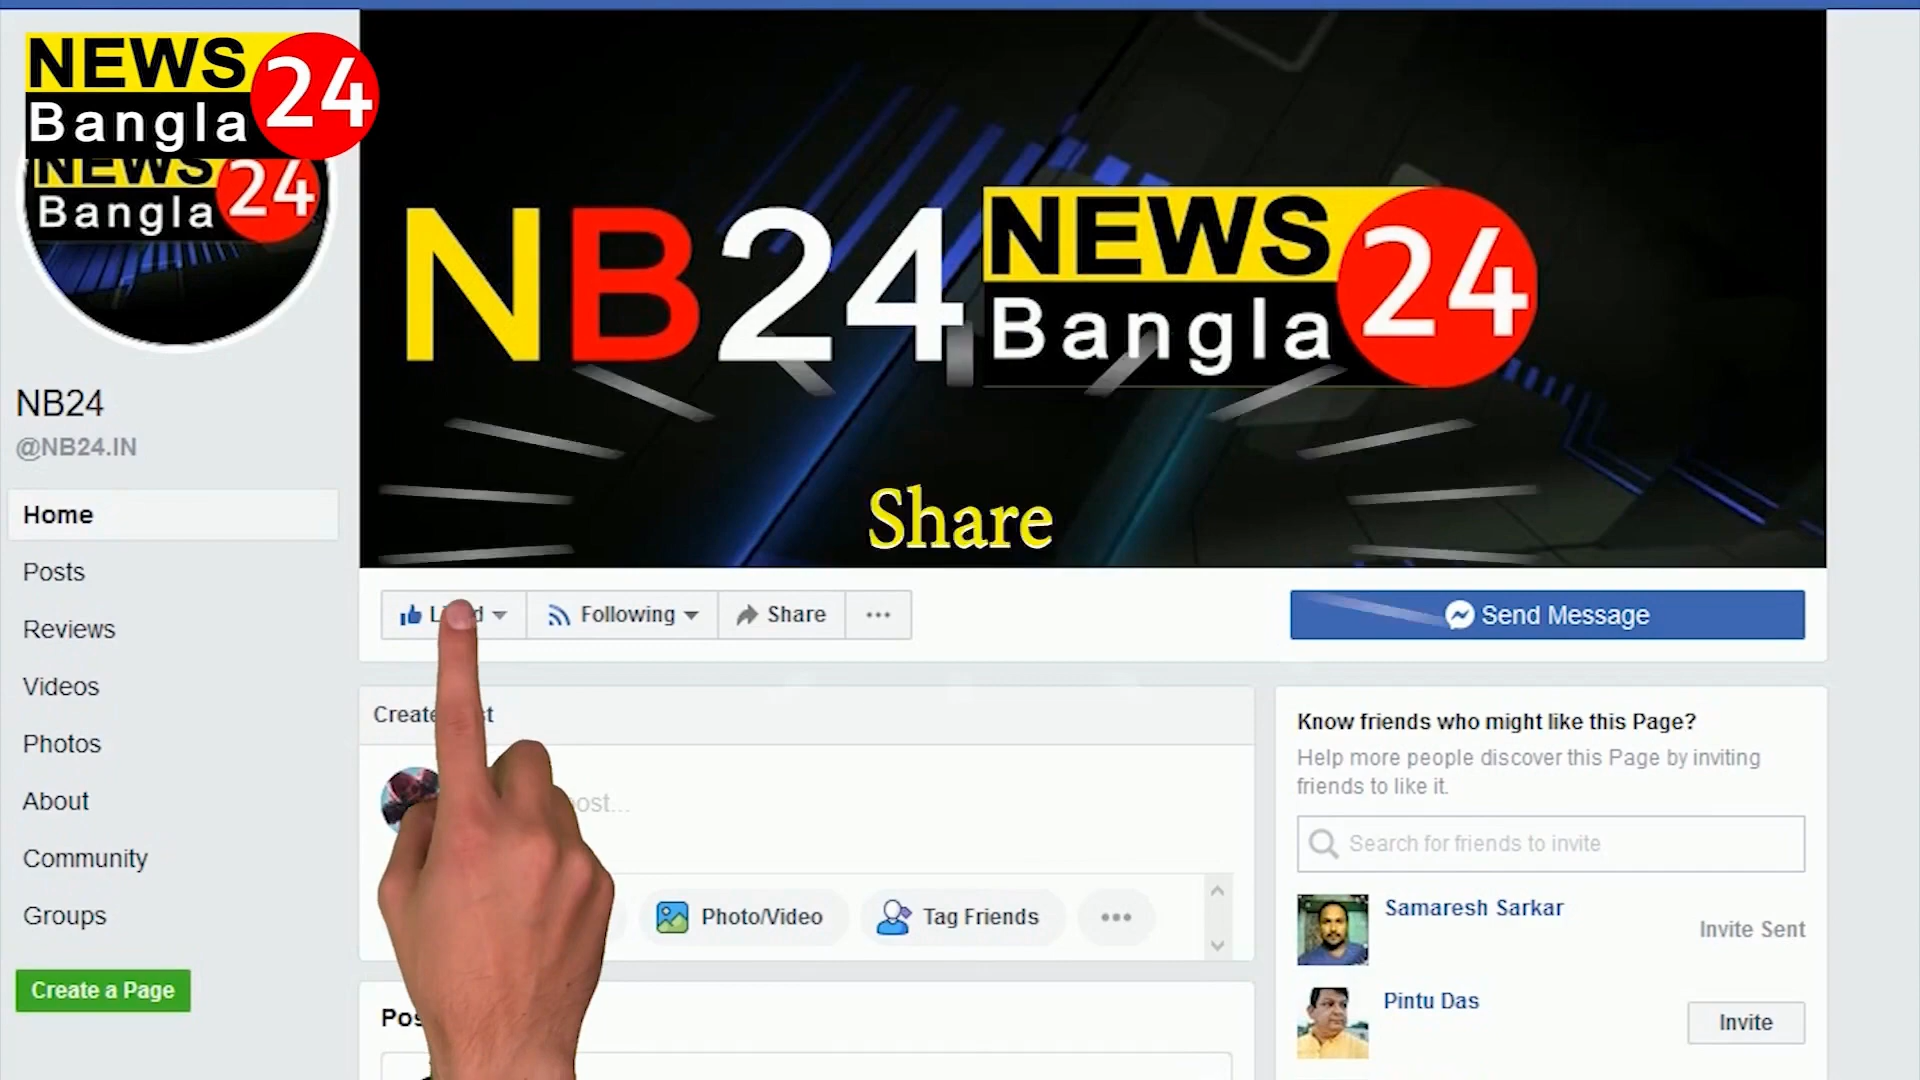 NEWS
Bangla 24
NEWS
Bangla 24
NB24
@NB24.IN
Home
Posts
Reviews
Videos
Photos
About
Community
Groups
Create a Page
NB24
NEWS
Bangla 24
Share
Following
Share
Send Message
Create
Photo/Video
Tag Friends
Know friends who might like this Page?
Help more people discover this Page by inviting
friends to like it.
Search for friends to invite
Samaresh Sarkar
Invite Sent
Pintu Das
Invite